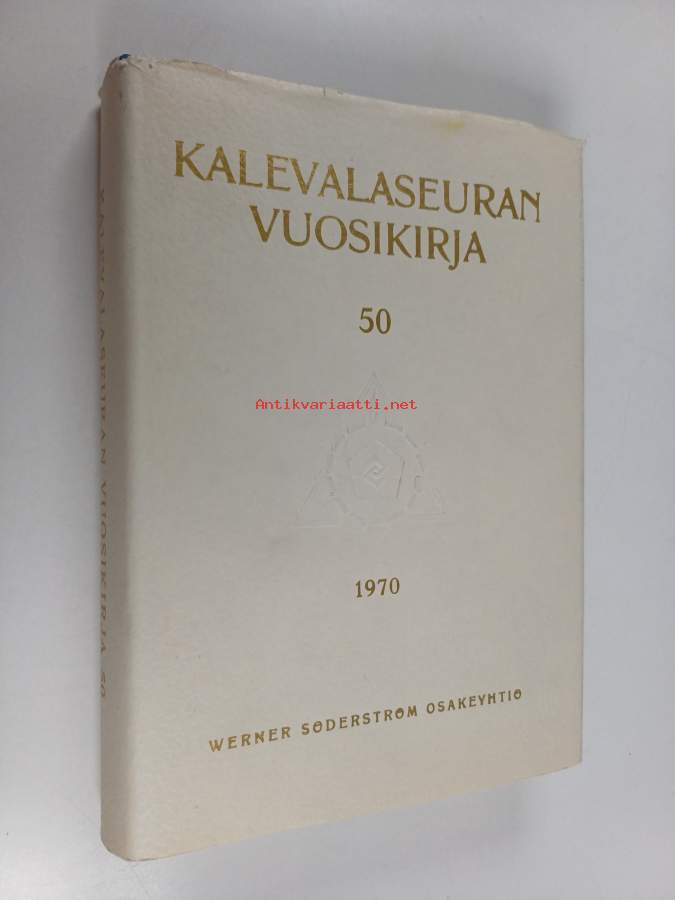 KALEVALASEURAN
VUOSIKIRJA
50
Antikvariaatti.net
1970
WERNER SÖDERSTRÖM OSAKEYHTIÖ
KALEVALASEURAN VUOSIKIRJA 50